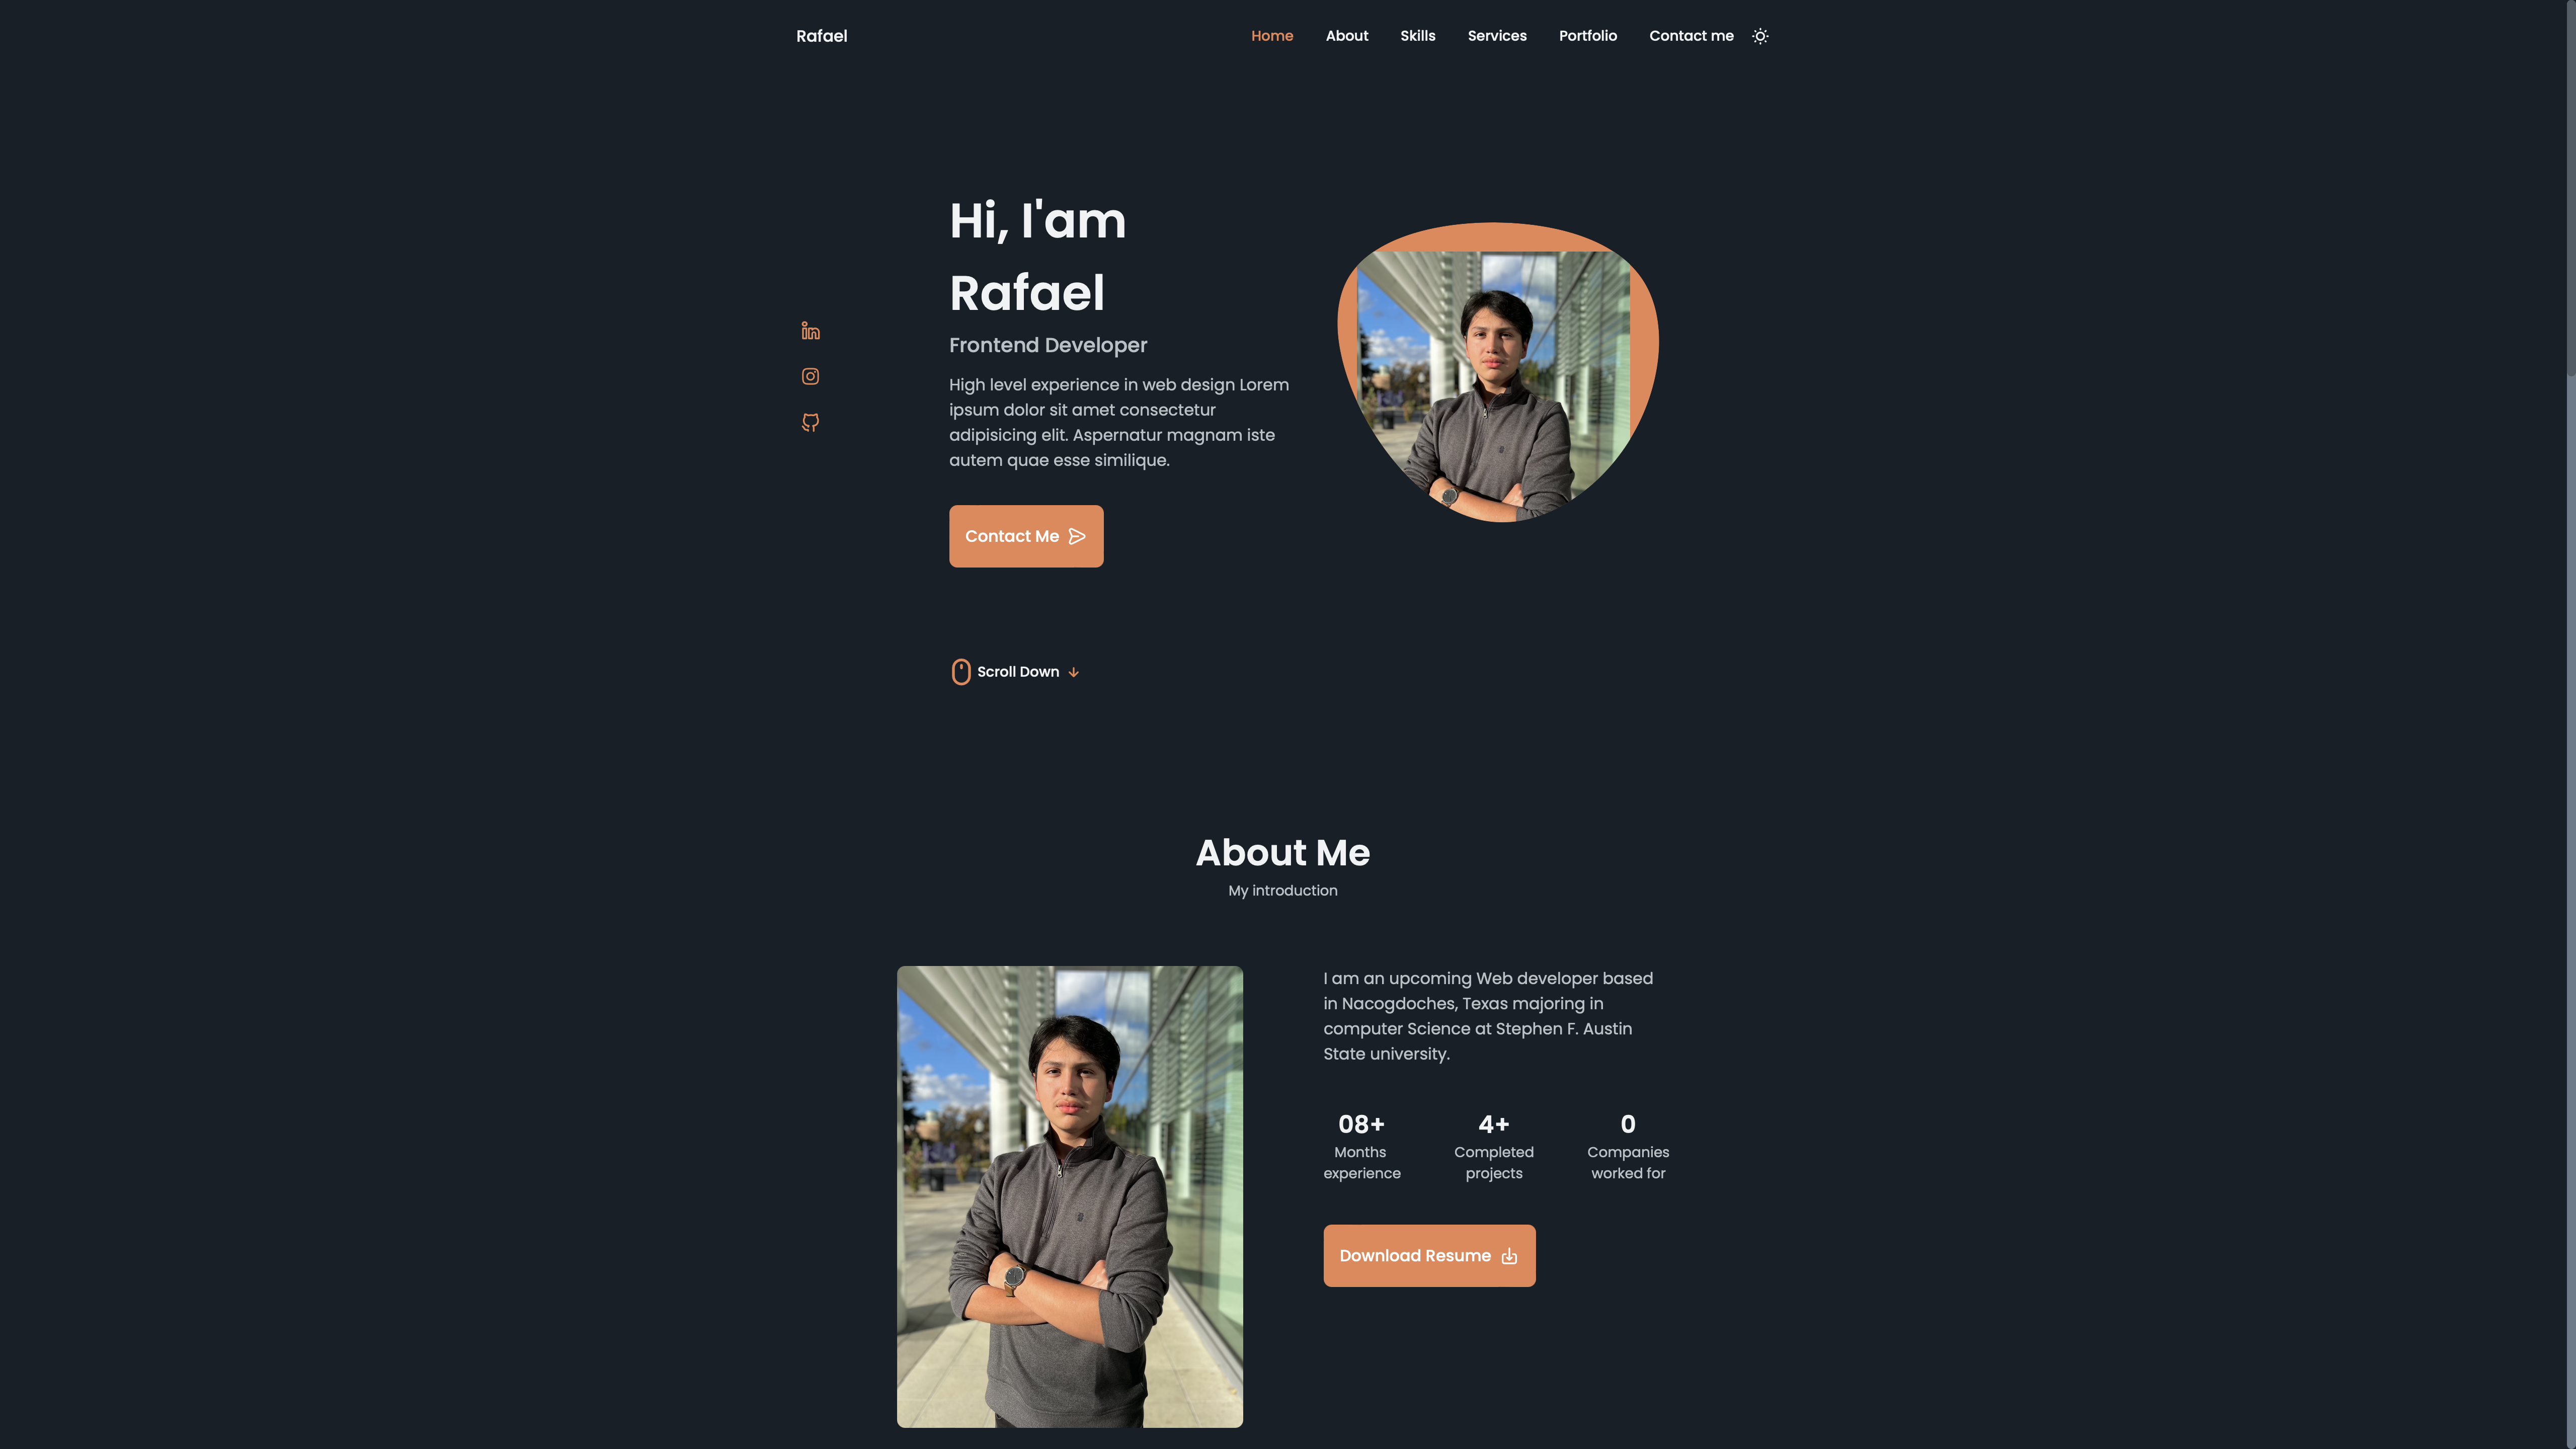 Rafael
Home About Skills Services Portfolio Contact me
Hi, I'am
Rafael
Frontend Developer
High level experience in web design Lorem
ipsum dolor sit amet consectetur
adipisicing elit. Aspernatur magnam iste
autem quae esse similique.
Contact Me
Scroll Down
About Me
My introduction
I am an upcoming Web developer based
in Nacogdoches, Texas majoring in
computer Science at Stephen F. Austin
State university.
08+
Months
experience
4+
Completed
projects
0
Companies
worked for
Download Resume